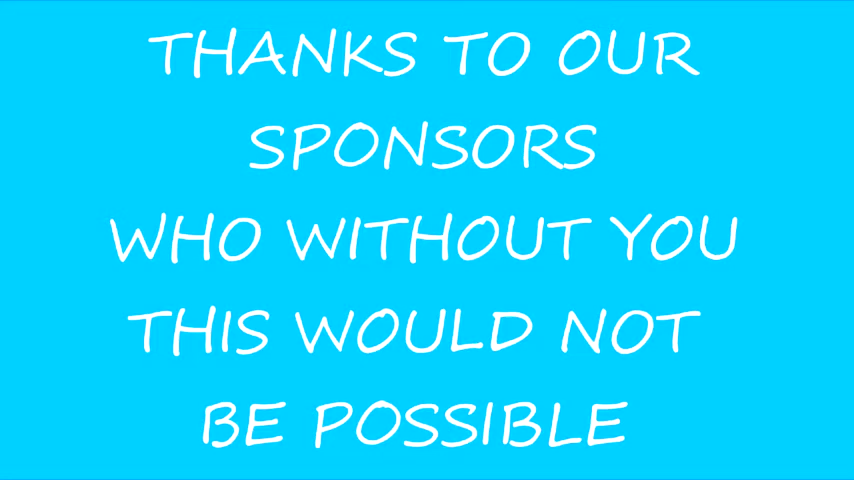 THANKS TO OUR
SPONSORS
WHO WITHOUT YOU
THIS WOULD NOT
BE POSSIBLE